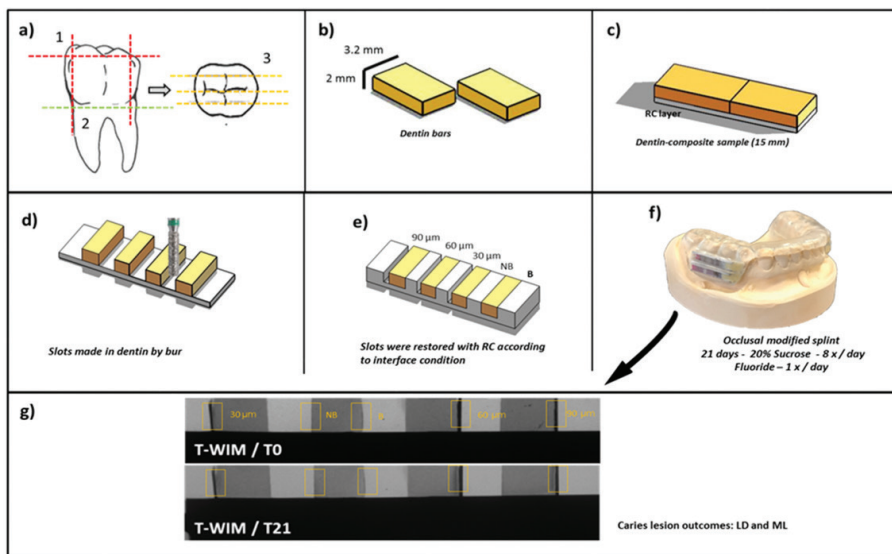 a)
1
2
3
b)
3.2 mm
2 mm
Dentin bars
c)
RC layer
Dentin-composite sample (15 mm)
d)
Slots made in dentin by bur
e)
90 µm
60 µm
30 µm
NB
B
Slots were restored with RC according
to interface condition
f)
Occlusal modified splint
21 days - 20% Sucrose - 8 x / day
Fluoride – 1 x / day
g)
30 µm
NB
B
60 µm
90 µm
T-WIM / T0
T-WIM / T21
Caries lesion outcomes: LD and ML